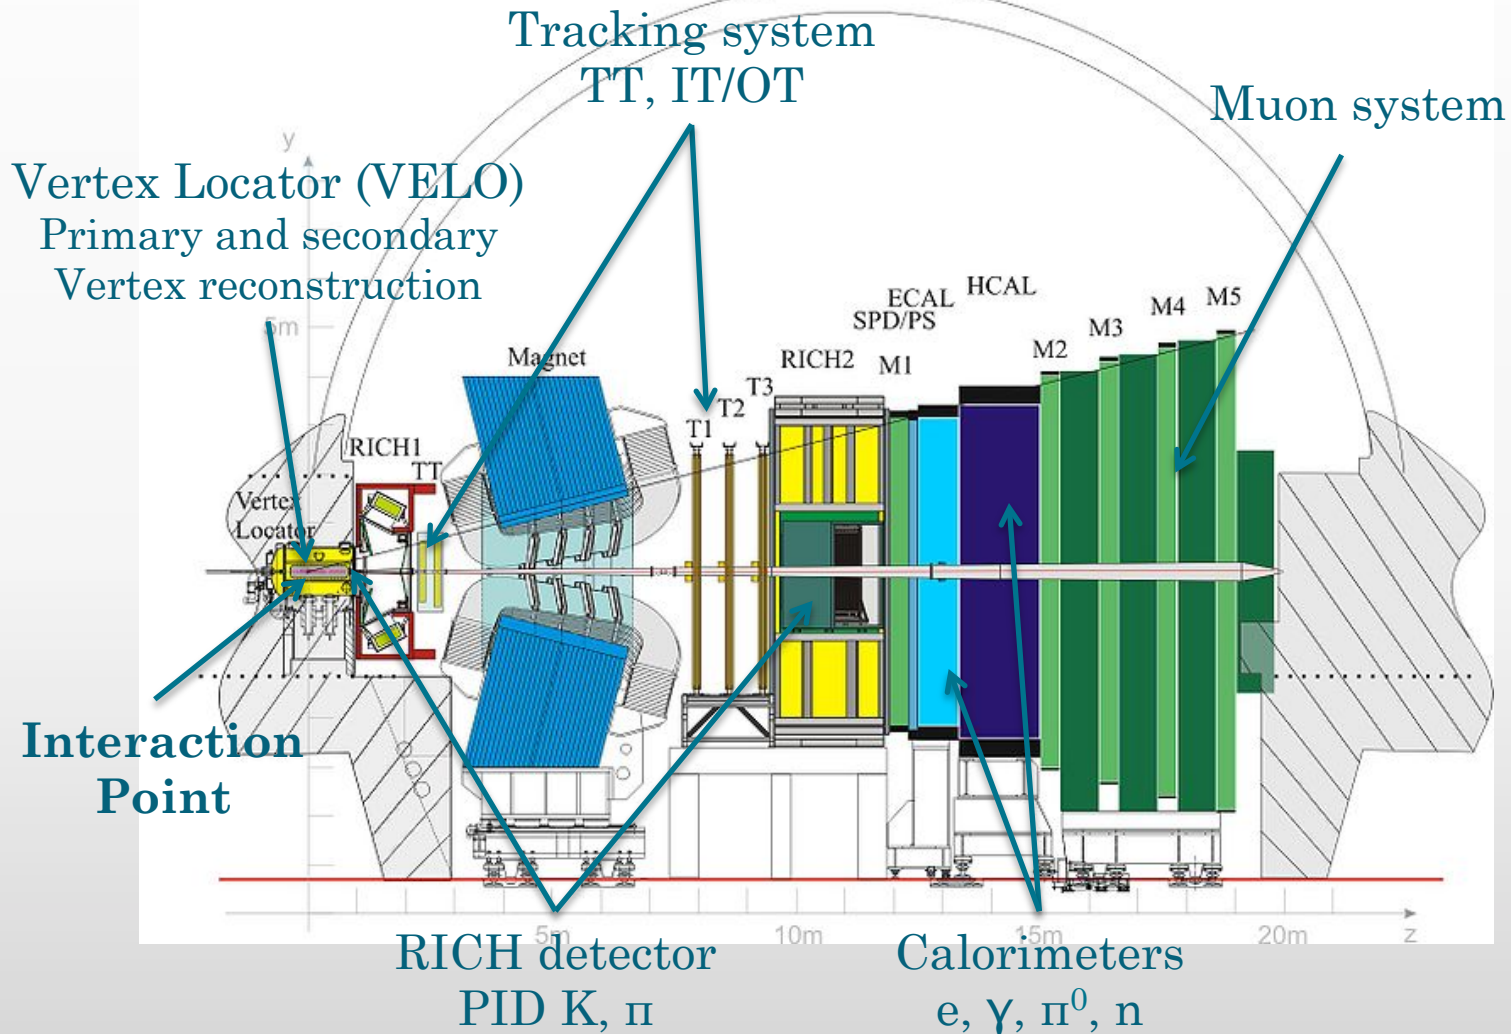 Tracking system
TT, IT/OT
Muon system
y
Vertex Locator (VELO)
Primary and secondary
Vertex reconstruction
5m
HCAL
ECAL
SPD/PS
M5
M4
M3
M2
M1
RICH2
Magnet
T3
T2
T1
RICH1
TT
Vertex
Locator
Interaction
Point
5m
10m
15m
20m
z
RICH detector
PID K, π
Calorimeters
e, γ, π⁰, n